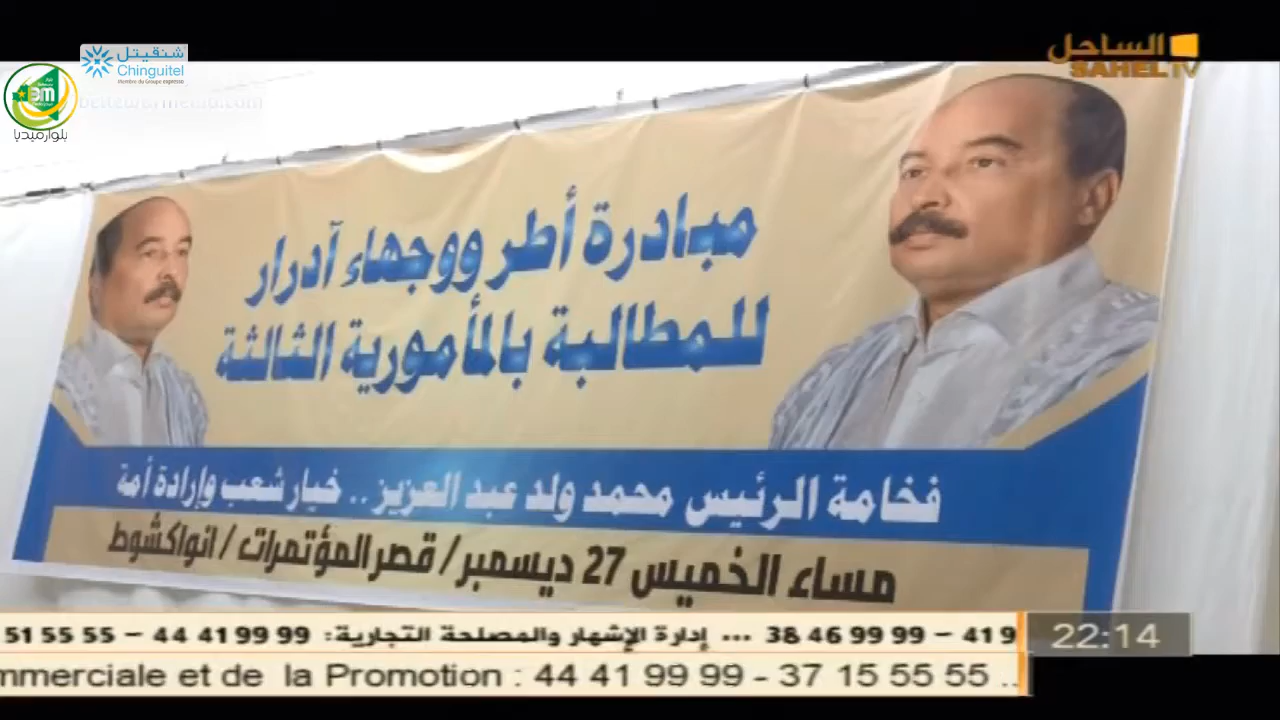 الساحل
SAHEL TV
شنقيتل
Chinguitel
بلوارميديا
مبادرة أطر ووجهاء آدرار
للمطالبة بالمأمورية الثالثة
فخامة الرئيس محمد ولد عبد العزيز .. خيار شعب وإرادة أمة
مساء الخميس 27 ديسمبر/ قصر المؤتمرات / انواكشوط
51 55 55 – 44 41 99 99 :إدارة الإشهار والمصلحة التجارية ... 38 46 99 99 – 41 9
22:14
mmerciale et de la Promotion : 44 41 99 99 - 37 15 55 55 ..